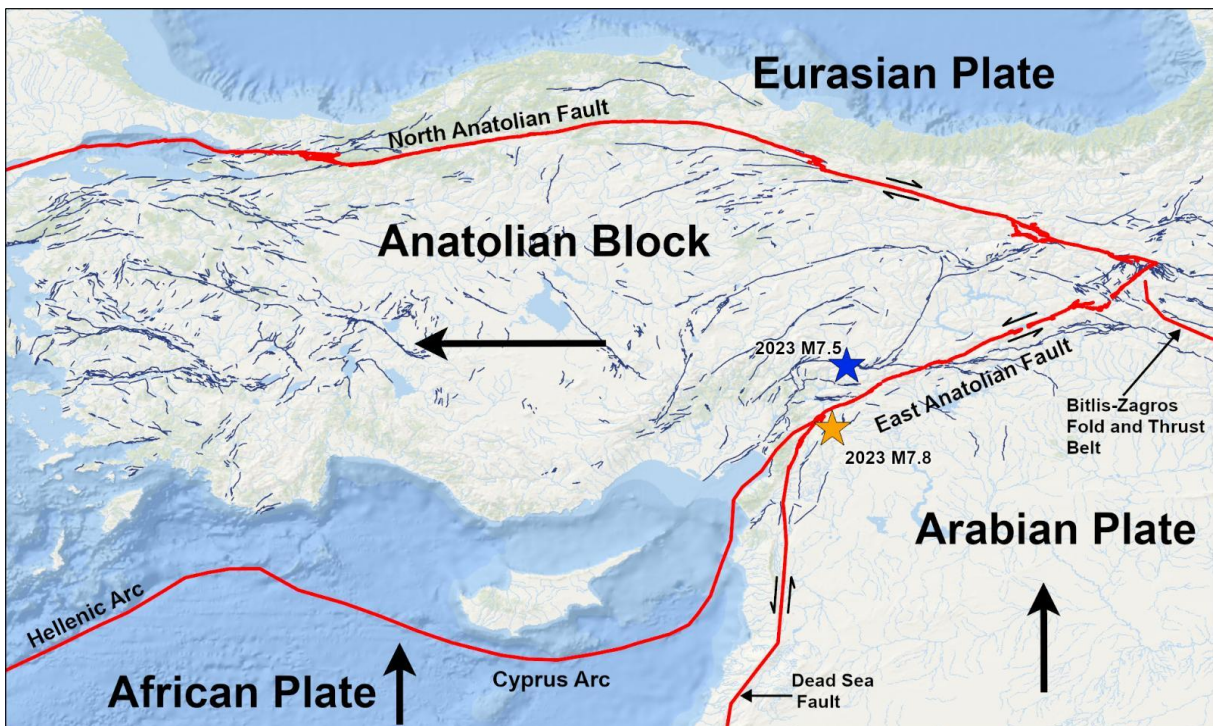 Eurasian Plate
North Anatolian Fault
Anatolian Block
2023 M7.5
East Anatolian Fault
Bitlis-Zagros
Fold and Thrust
Belt
2023 M7.8
Arabian Plate
Hellenic Arc
African Plate
Cyprus Arc
Dead Sea
Fault